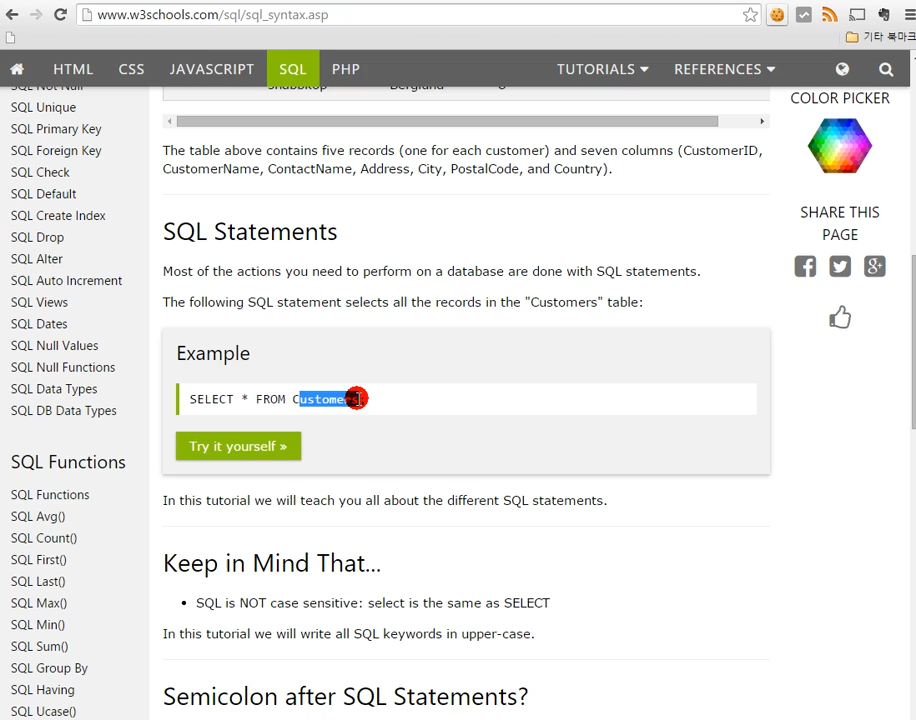 www.w3schools.com/sql/sql_syntax.asp
기타 북마크
HTML CSS JAVASCRIPT SQL PHP TUTORIALS REFERENCES
SQL Not Null
SQL Unique
SQL Primary Key
SQL Foreign Key
SQL Check
SQL Default
SQL Create Index
SQL Drop
SQL Alter
SQL Auto Increment
SQL Views
SQL Dates
SQL Null Values
SQL Null Functions
SQL Data Types
SQL DB Data Types
SQL Functions
SQL Functions
SQL Avg()
SQL Count()
SQL First()
SQL Last()
SQL Max()
SQL Min()
SQL Sum()
SQL Group By
SQL Having
SQL Ucase()
The table above contains five records (one for each customer) and seven columns (CustomerID,
CustomerName, ContactName, Address, City, PostalCode, and Country).
SQL Statements
Most of the actions you need to perform on a database are done with SQL statements.
The following SQL statement selects all the records in the "Customers" table:
Example
SELECT * FROM Customers;
Try it yourself »
In this tutorial we will teach you all about the different SQL statements.
Keep in Mind That...
• SQL is NOT case sensitive: select is the same as SELECT
In this tutorial we will write all SQL keywords in upper-case.
Semicolon after SQL Statements?
COLOR PICKER
SHARE THIS
PAGE